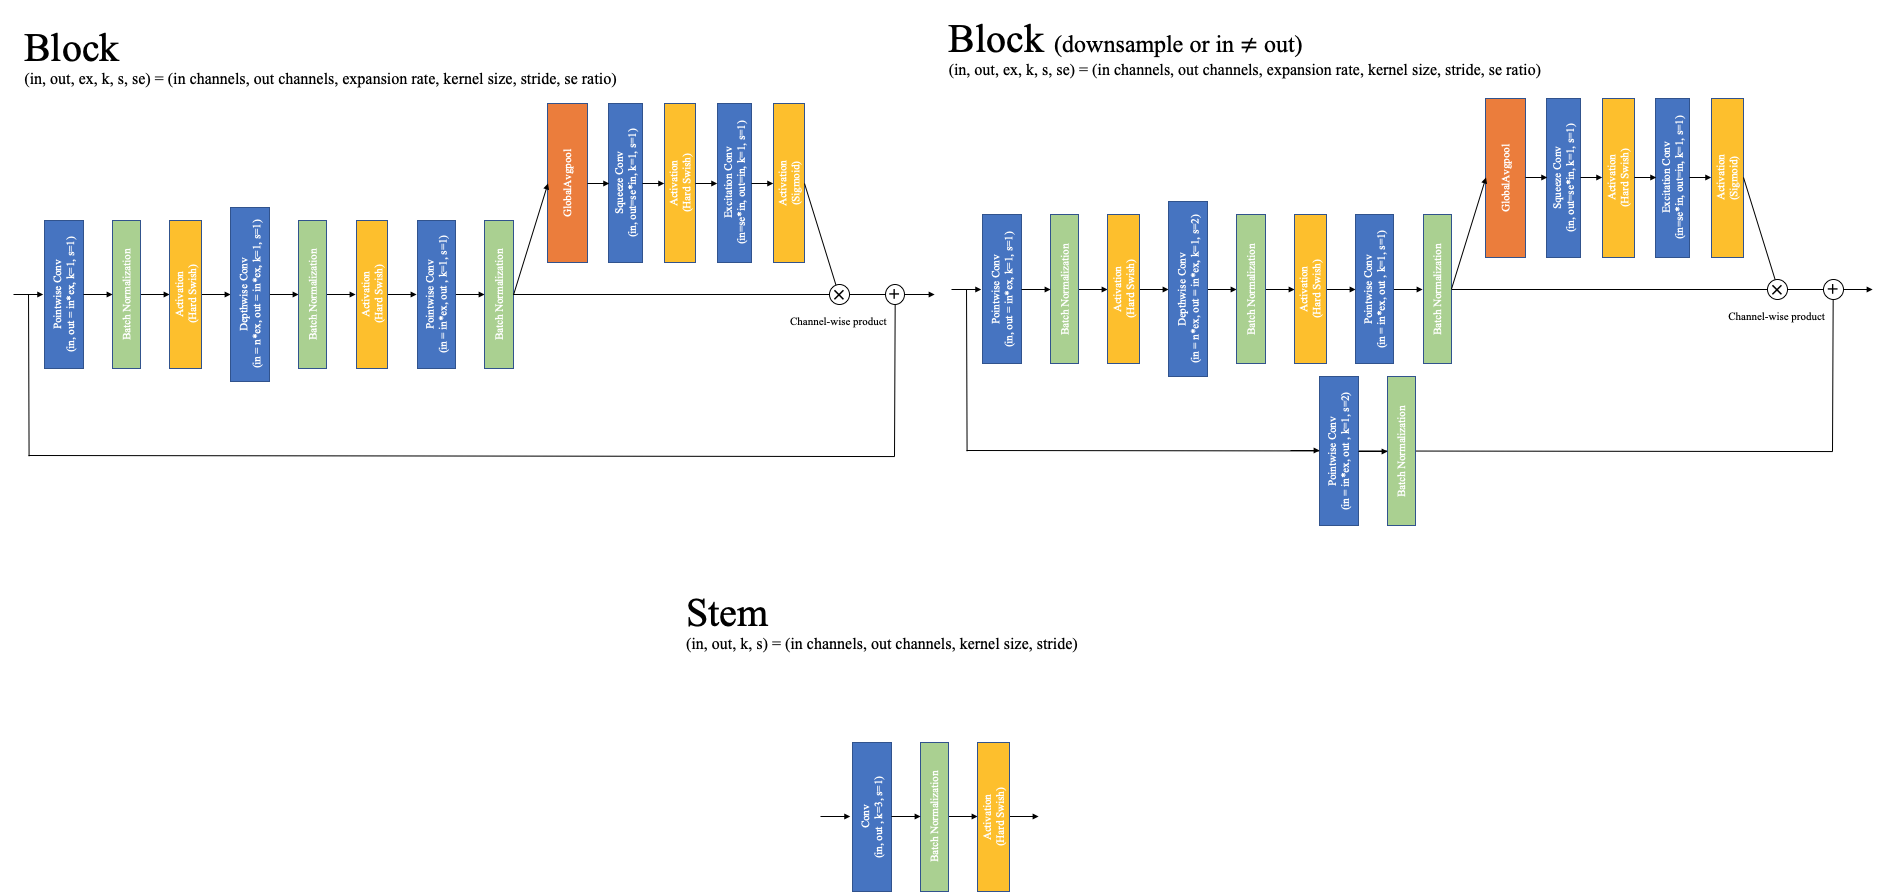 Block
(in, out, ex, k, s, se) = (in channels, out channels, expansion rate, kernel size, stride, se ratio)
Pointwise Conv
(in, out = in*ex, k=1, s=1)
Batch Normalization
Activation
(Hard Swish)
Depthwise Conv
(in = n*ex, out = in*ex, k=1, s=1)
Batch Normalization
Activation
(Hard Swish)
Pointwise Conv
(in = in*ex, out , k=1, s=1)
Batch Normalization
GlobalAvgpool
Squeeze Conv
(in, out=se*in, k=1, s=1)
Activation
(Hard Swish)
Excitation Conv
(in=se*in, out=in, k=1, s=1)
Activation
(Sigmoid)
Channel-wise product
Block (downsample or in ≠ out)
(in, out, ex, k, s, se) = (in channels, out channels, expansion rate, kernel size, stride, se ratio)
Pointwise Conv
(in, out = in*ex, k=1, s=1)
Batch Normalization
Activation
(Hard Swish)
Depthwise Conv
(in = n*ex, out = in*ex, k=1, s=2)
Batch Normalization
Activation
(Hard Swish)
Pointwise Conv
(in = in*ex, out , k=1, s=1)
Batch Normalization
GlobalAvgpool
Squeeze Conv
(in, out=se*in, k=1, s=1)
Activation
(Hard Swish)
Excitation Conv
(in=se*in, out=in, k=1, s=1)
Activation
(Sigmoid)
Channel-wise product
Pointwise Conv
(in = in*ex, out , k=1, s=2)
Batch Normalization
Stem
(in, out, k, s) = (in channels, out channels, kernel size, stride)
Conv
(in, out , k=3, s=1)
Batch Normalization
Activation
(Hard Swish)